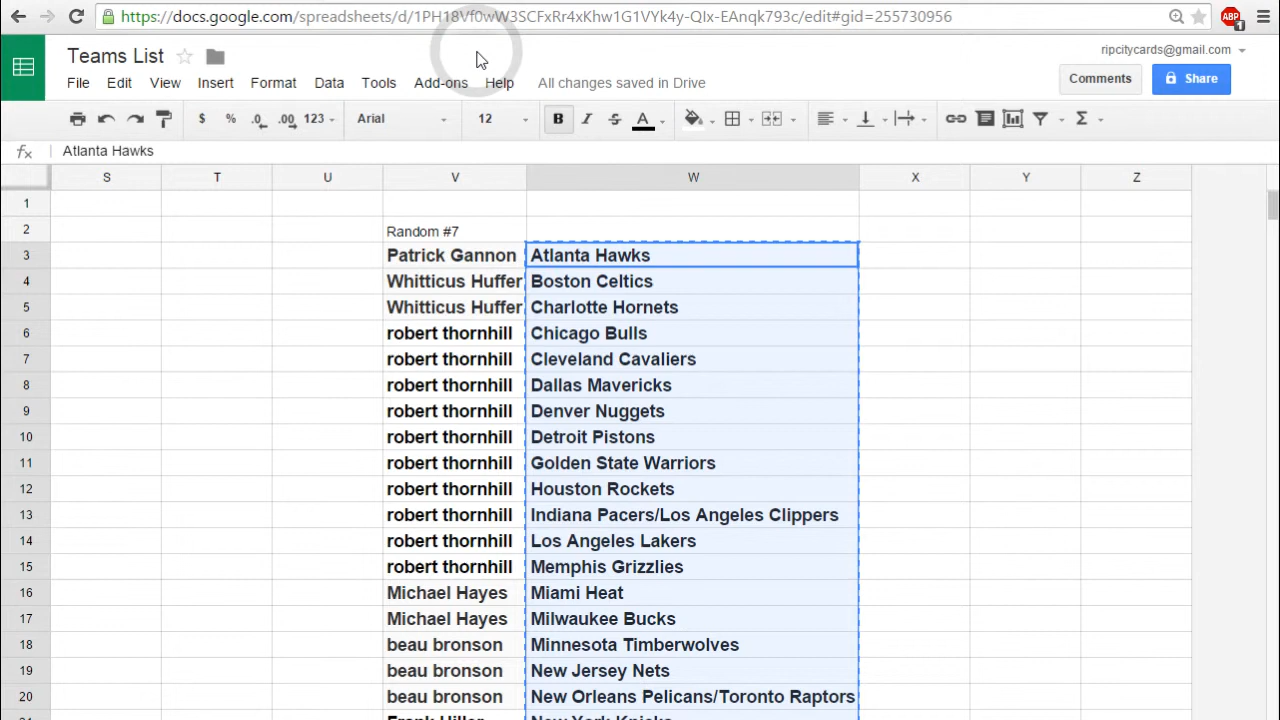 https://docs.google.com/spreadsheets/d/1PH18Vf0wW3SCFxRr4xKhw1G1VYk4y-QIx-EAnqk793c/edit#gid=255730956
ABP
1
Teams List
ripcitycards@gmail.com
File Edit View Insert Format Data Tools Add-ons Help All changes saved in Drive
Comments Share
$ % .0 .00 123 Arial 12 B I S A Σ
fx Atlanta Hawks
S T U V W X Y Z
1
2 Random #7
3 Patrick Gannon Atlanta Hawks
4 Whitticus Huffer Boston Celtics
5 Whitticus Huffer Charlotte Hornets
6 robert thornhill Chicago Bulls
7 robert thornhill Cleveland Cavaliers
8 robert thornhill Dallas Mavericks
9 robert thornhill Denver Nuggets
10 robert thornhill Detroit Pistons
11 robert thornhill Golden State Warriors
12 robert thornhill Houston Rockets
13 robert thornhill Indiana Pacers/Los Angeles Clippers
14 robert thornhill Los Angeles Lakers
15 robert thornhill Memphis Grizzlies
16 Michael Hayes Miami Heat
17 Michael Hayes Milwaukee Bucks
18 beau bronson Minnesota Timberwolves
19 beau bronson New Jersey Nets
20 beau bronson New Orleans Pelicans/Toronto Raptors